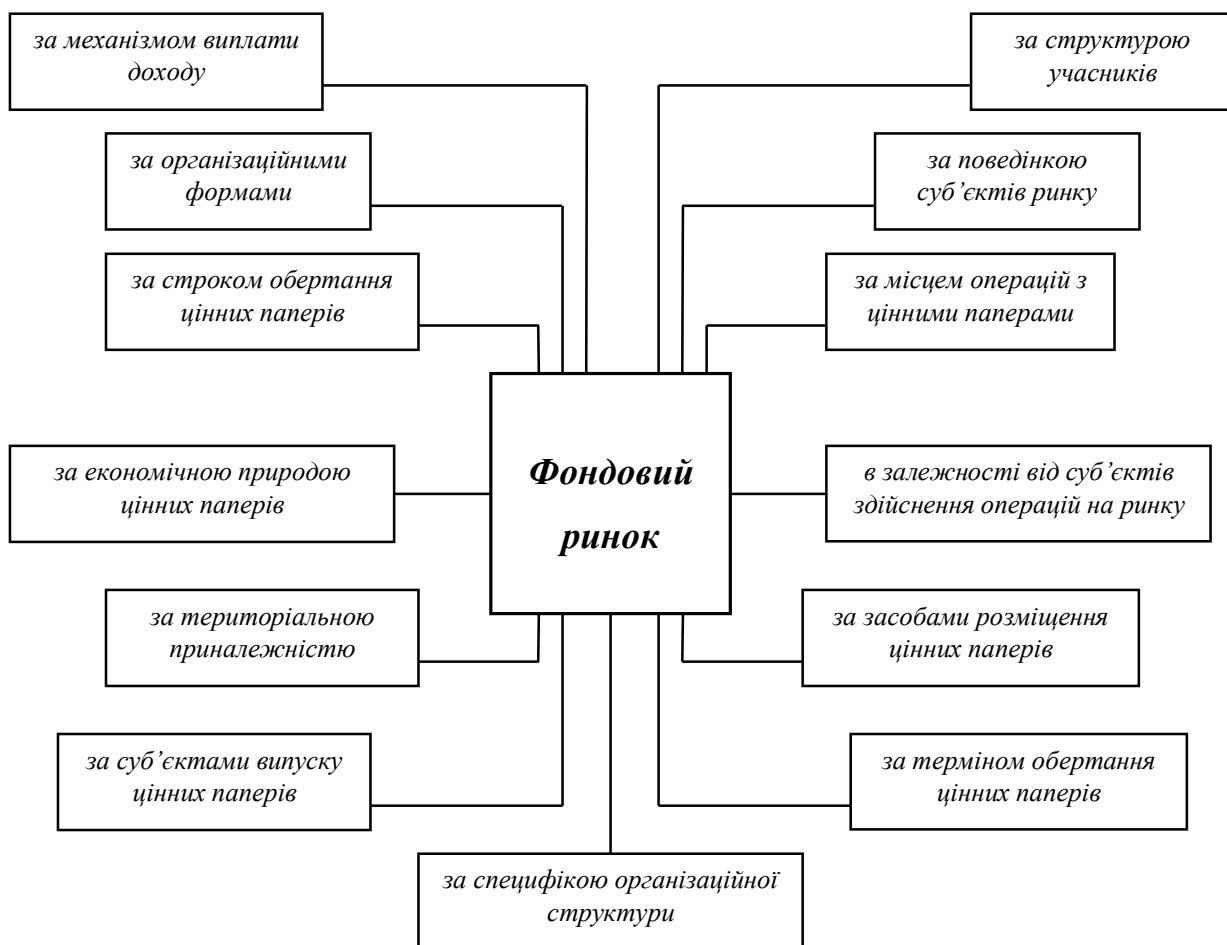 за механізмом виплати
доходу
за структурою
учасників
за організаційними
формами
за поведінкою
суб’єктів ринку
за строком обертання
цінних паперів
за місцем операцій з
цінними паперами
Фондовий
ринок
за економічною природою
цінних паперів
в залежності від суб’єктів
здійснення операцій на ринку
за територіальною
приналежністю
за засобами розміщення
цінних паперів
за суб’єктами випуску
цінних паперів
за терміном обертання
цінних паперів
за специфікою організаційної
структури